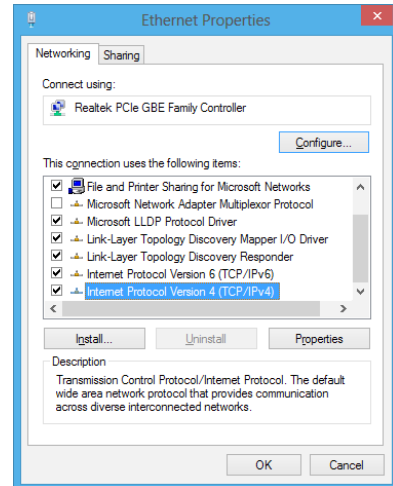 Ethernet Properties
Networking
Sharing
Connect using:
Realtek PCIe GBE Family Controller
Configure...
This connection uses the following items:
File and Printer Sharing for Microsoft Networks
Microsoft Network Adapter Multiplexor Protocol
Microsoft LLDP Protocol Driver
Link-Layer Topology Discovery Mapper I/O Driver
Link-Layer Topology Discovery Responder
Internet Protocol Version 6 (TCP/IPv6)
Internet Protocol Version 4 (TCP/IPv4)
Install...
Uninstall
Properties
Description
Transmission Control Protocol/Internet Protocol. The default
wide area network protocol that provides communication
across diverse interconnected networks.
OK
Cancel